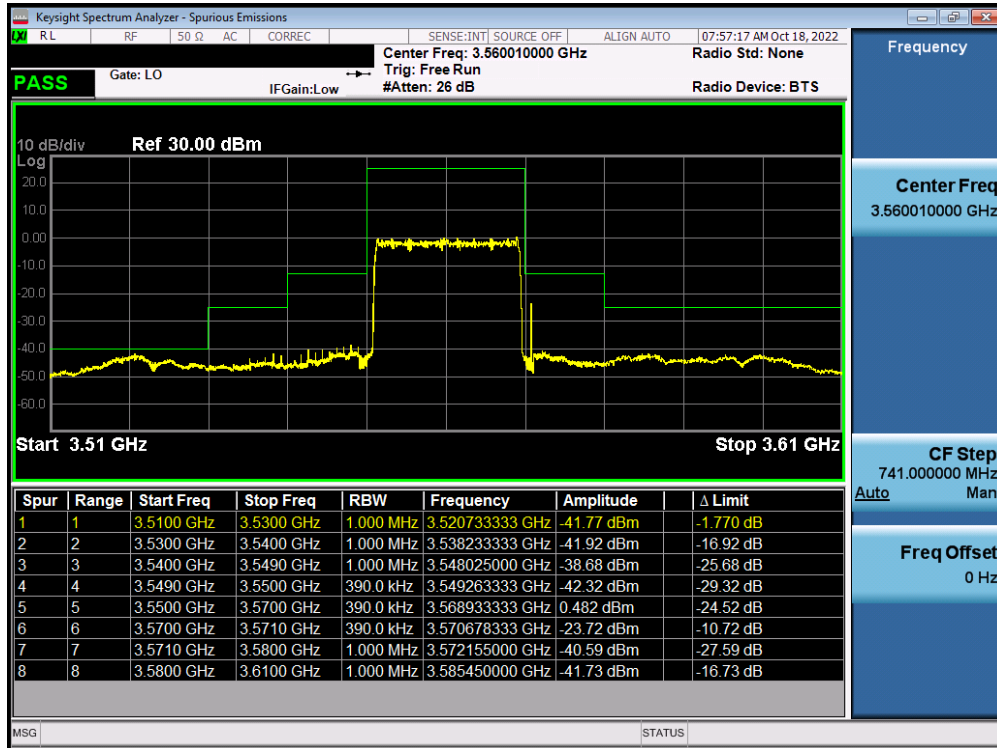 Keysight Spectrum Analyzer - Spurious Emissions
LXI RL RF 50 Ω AC CORREC SENSE:INT SOURCE OFF ALIGN AUTO 07:57:17 AM Oct 18, 2022
Center Freq: 3.560010000 GHz Radio Std: None
Gate: LO Trig: Free Run
PASS IFGain:Low #Atten: 26 dB Radio Device: BTS
10 dB/div Ref 30.00 dBm
Log
20.0
10.0
0.00
-10.0
-20.0
-30.0
-40.0
-50.0
-60.0
Start 3.51 GHz Stop 3.61 GHz
Spur Range Start Freq Stop Freq RBW Frequency Amplitude Δ Limit
1 1 3.5100 GHz 3.5300 GHz 1.000 MHz 3.520733333 GHz -41.77 dBm -1.770 dB
2 2 3.5300 GHz 3.5400 GHz 1.000 MHz 3.538233333 GHz -41.92 dBm -16.92 dB
3 3 3.5400 GHz 3.5490 GHz 1.000 MHz 3.548025000 GHz -38.68 dBm -25.68 dB
4 4 3.5490 GHz 3.5500 GHz 390.0 kHz 3.549263333 GHz -42.32 dBm -29.32 dB
5 5 3.5500 GHz 3.5700 GHz 390.0 kHz 3.568933333 GHz 0.482 dBm -24.52 dB
6 6 3.5700 GHz 3.5710 GHz 390.0 kHz 3.570678333 GHz -23.72 dBm -10.72 dB
7 7 3.5710 GHz 3.5800 GHz 1.000 MHz 3.572155000 GHz -40.59 dBm -27.59 dB
8 8 3.5800 GHz 3.6100 GHz 1.000 MHz 3.585450000 GHz -41.73 dBm -16.73 dB
MSG STATUS
Frequency
Center Freq
3.560010000 GHz
CF Step
741.000000 MHz
Auto Man
Freq Offset
0 Hz